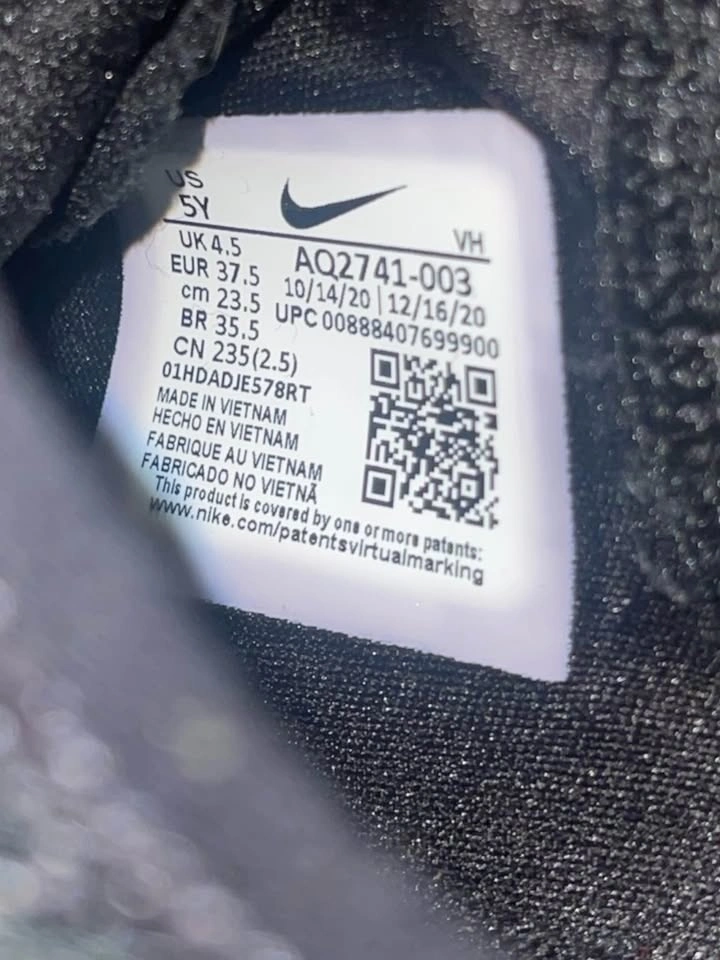 US
5Y
VH
UK 4.5
EUR 37.5
cm 23.5
BR 35.5
CN 235(2.5)
AQ2741-003
10/14/20 | 12/16/20
UPC 00888407699900
01HDADJE578RT
MADE IN VIETNAM
HECHO EN VIETNAM
FABRIQUE AU VIETNAM
FABRICADO NO VIETNÃ
This product is covered by one or more patents:
www.nike.com/patentsvirtualmarking